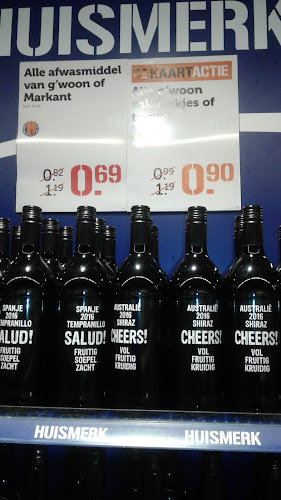 HUISMERK
Alle afwasmiddel
van g'woon of
Markant
0.82
1.19
0.69
KAARTACTIE
Alle g'woon
of
0.99
1.19
0.90
SPANJE
2016
TEMPRANILLO
SALUD!
FRUITIG
SOEPEL
ZACHT
SPANJE
2016
TEMPRANILLO
SALUD!
FRUITIG
SOEPEL
ZACHT
AUSTRALIË
2016
SHIRAZ
CHEERS!
VOL
FRUITIG
KRUIDIG
AUSTRALIË
2016
SHIRAZ
CHEERS!
VOL
FRUITIG
KRUIDIG
AUSTRALIË
2016
SHIRAZ
CHEERS!
VOL
FRUITIG
KRUIDIG
HUISMERK HUISMERK